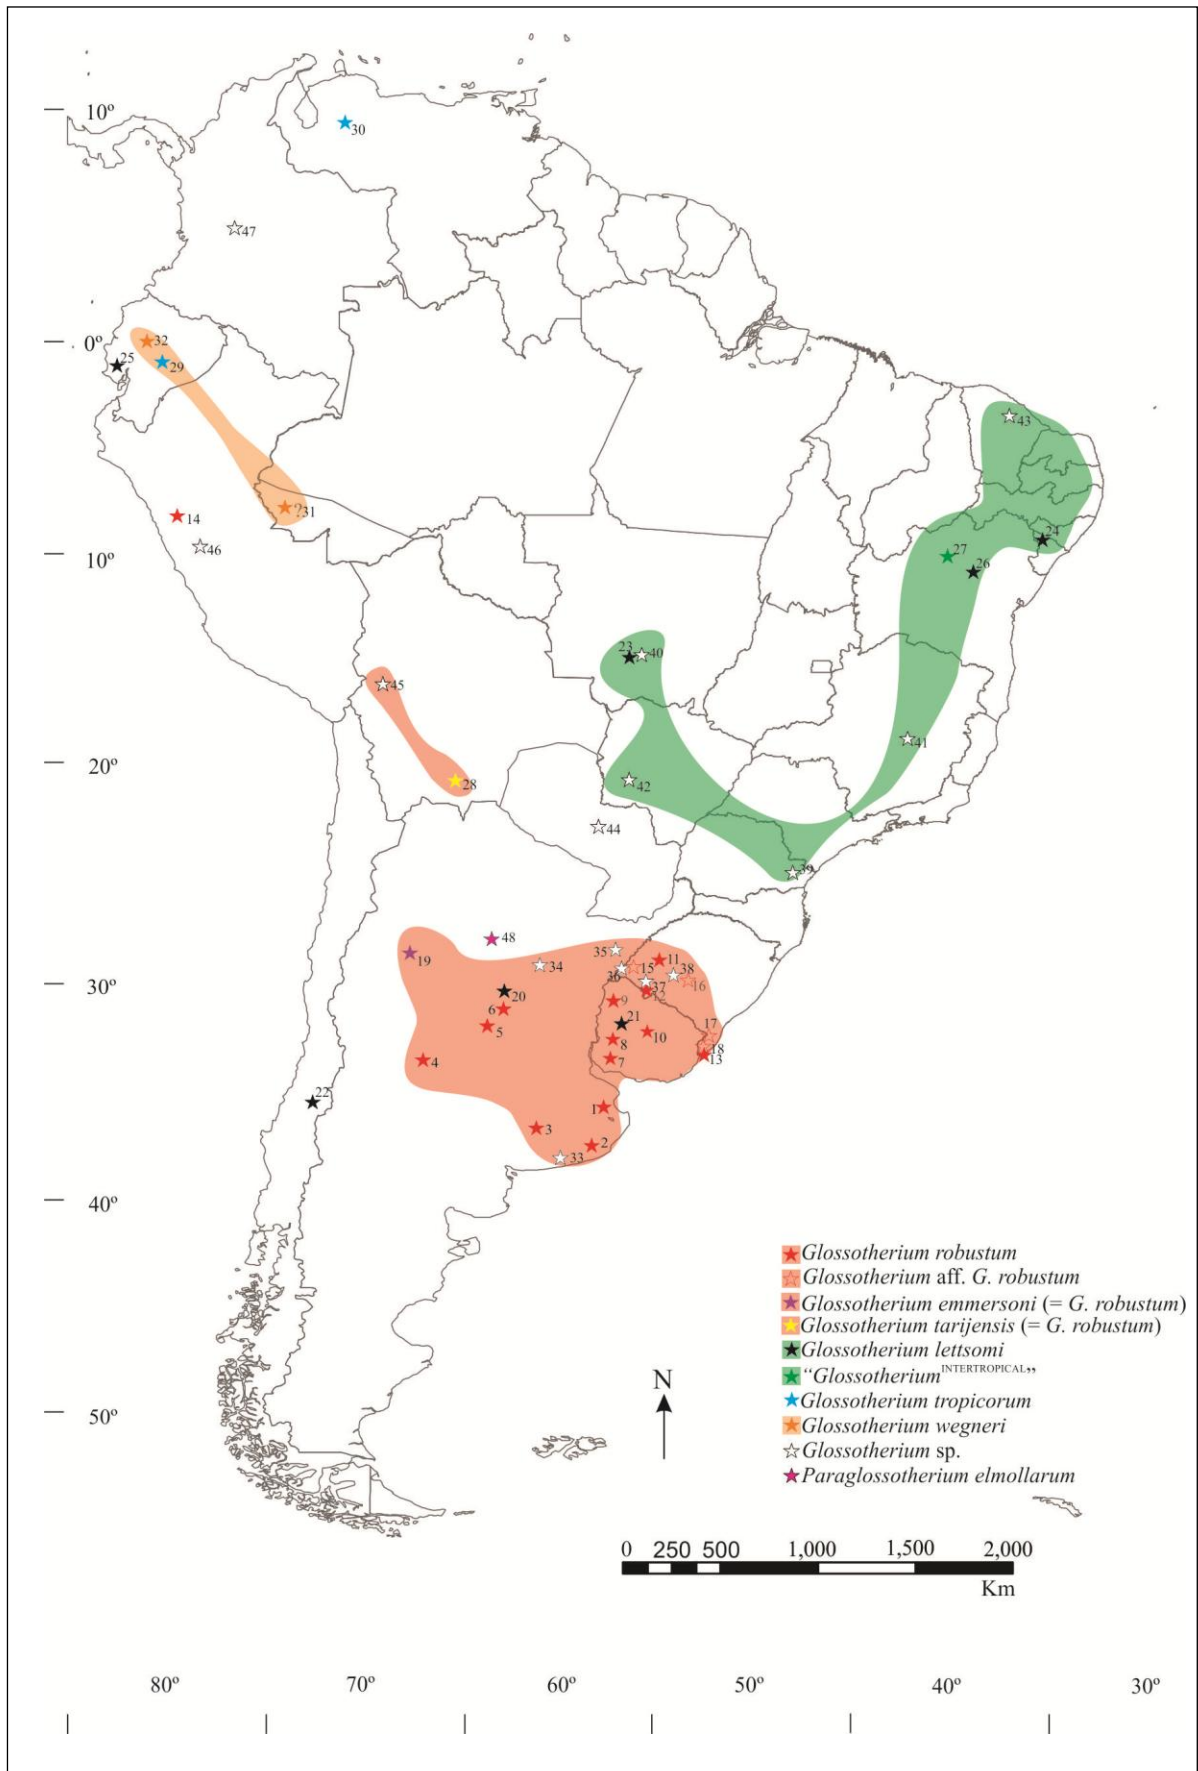 10º
30
47
0º
32
25
29
43
?31
14
24
27
46
10º
26
23
40
45
41
20º
28
42
44
39
48
35
11
19
34
15
38
36
37
16
30º
20
12
9
6
21
17
5
10
8
18
4
7
13
22
1
3
2
33
40º
Glossotherium robustum
Glossotherium aff. G. robustum
Glossotherium emmersoni (= G. robustum)
Glossotherium tarijensis (= G. robustum)
Glossotherium lettsomi
“Glossotherium INTERTROPICAL”
Glossotherium tropicorum
Glossotherium wegneri
Glossotherium sp.
Paraglossotherium elmollarum
N
50º
0 250 500 1,000 1,500 2,000
Km
80º 70º 60º 50º 40º 30º